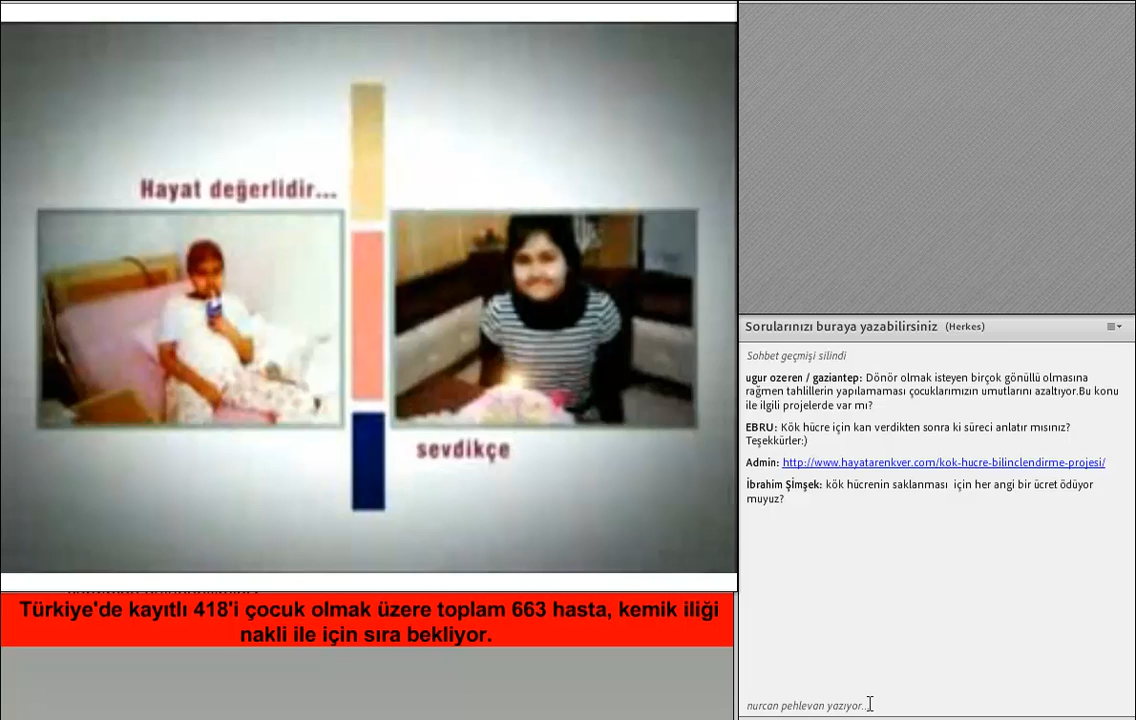 Hayat değerlidir...
sevdikçe
Türkiye'de kayıtlı 418'i çocuk olmak üzere toplam 663 hasta, kemik iliği
nakli ile için sıra bekliyor.
Sorularınızı buraya yazabilirsiniz (Herkes)
Sohbet geçmişi silindi
ugur ozeren / gaziantep: Dönör olmak isteyen birçok gönüllü olmasına
rağmen tahlillerin yapılamaması çocuklarımızın umutlarını azaltıyor.Bu konu
ile ilgili projelerde var mı?
EBRU: Kök hücre için kan verdikten sonra ki süreci anlatır mısınız?
Teşekkürler:)
Admin: http://www.hayatarenkver.com/kok-hucre-bilinclendirme-projesi/
İbrahim Şİmşek: kök hücrenin saklanması  için her angi bir ücret ödüyor
muyuz?
nurcan pehlevan yazıyor..